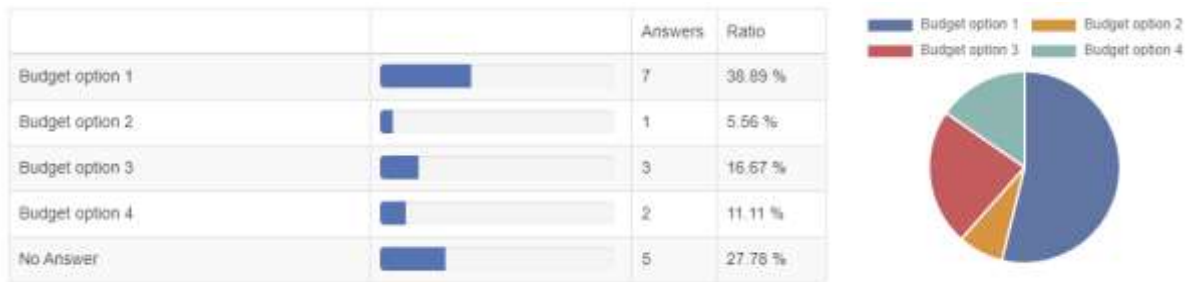 Answers Ratio
Budget option 1 7 38.89 %
Budget option 2 1 5.56 %
Budget option 3 3 16.67 %
Budget option 4 2 11.11 %
No Answer 5 27.78 %
Budget option 1 Budget option 2
Budget option 3 Budget option 4